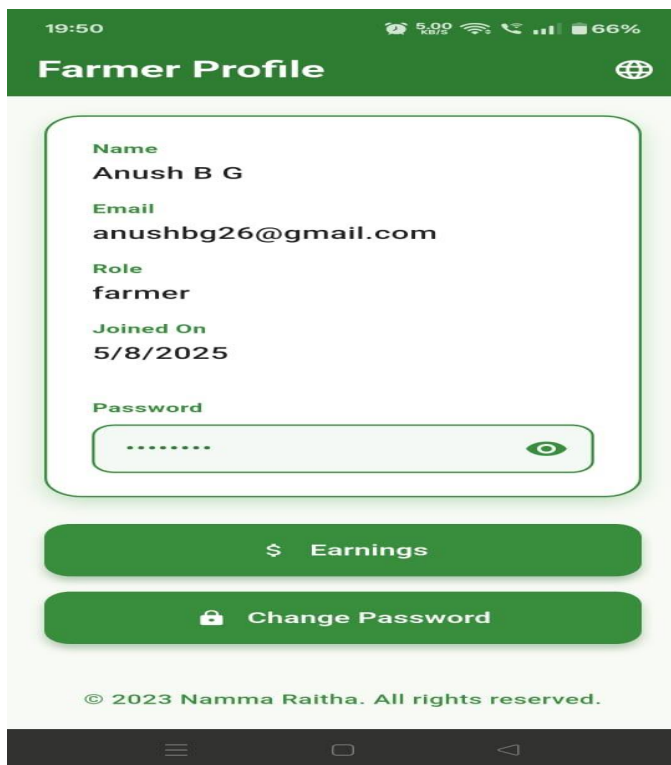 19:50 5.00 KB/S 66%
Farmer Profile
Name
Anush B G
Email
anushbg26@gmail.com
Role
farmer
Joined On
5/8/2025
Password
••••••••
$ Earnings
Change Password
© 2023 Namma Raitha. All rights reserved.